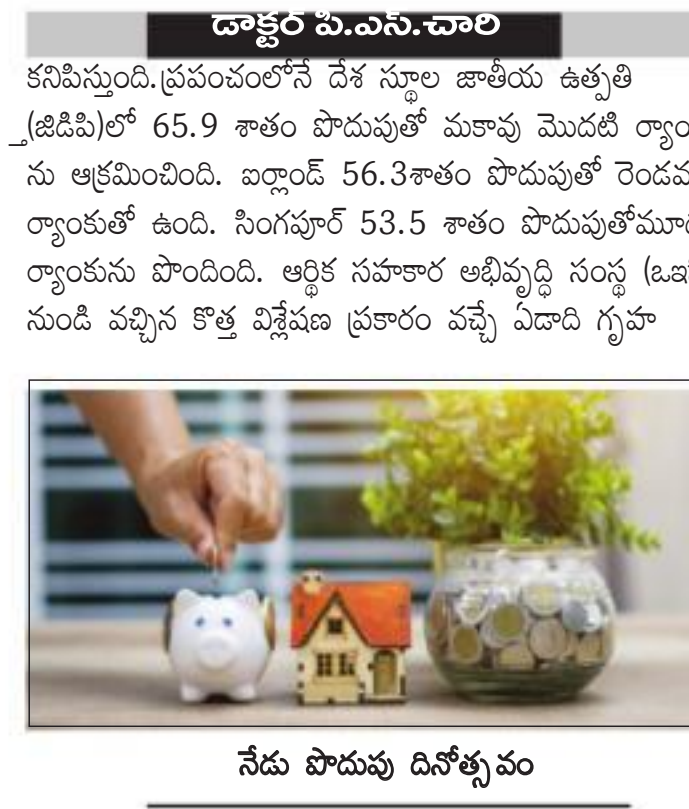 డాక్టర్ పి.ఎస్.చారి
కనిపిస్తుంది.ప్రపంచంలోనే దేశ స్థూల జాతీయ ఉత్పతి
్త(జిడిపి)లో 65.9 శాతం పొదుపుతో మకావు మొదటి
ను ఆక్రమించింది. ఐర్లాండ్ 56.3శాతం పొదుపుతో
ర్యాంకుతో ఉంది. సింగపూర్ 53.5 శాతం
ర్యాంకును పొందింది. ఆర్థిక సహకార అభివృద్ధి సంస్థ
నుండి వచ్చిన కొత్త విశ్లేషణ ప్రకారం వచ్చే ఏడాది గృహ
నేడు పొదుపు దినోత్సవం